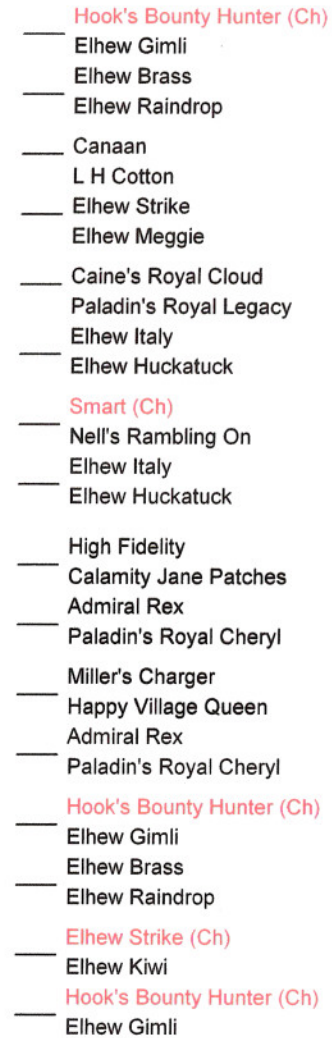 Hook's Bounty Hunter (Ch)
Elhew Gimli
Elhew Brass
Elhew Raindrop
Canaan
L H Cotton
Elhew Strike
Elhew Meggie
Caine's Royal Cloud
Paladin's Royal Legacy
Elhew Italy
Elhew Huckatuck
Smart (Ch)
Nell's Rambling On
Elhew Italy
Elhew Huckatuck
High Fidelity
Calamity Jane Patches
Admiral Rex
Paladin's Royal Cheryl
Miller's Charger
Happy Village Queen
Admiral Rex
Paladin's Royal Cheryl
Hook's Bounty Hunter (Ch)
Elhew Gimli
Elhew Brass
Elhew Raindrop
Elhew Strike (Ch)
Elhew Kiwi
Hook's Bounty Hunter (Ch)
Elhew Gimli